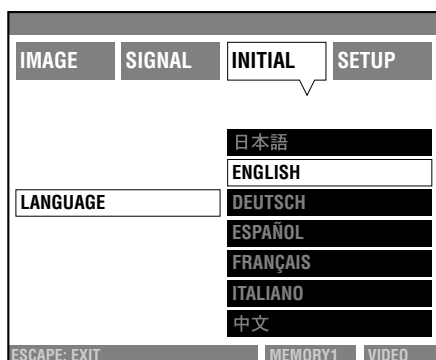 IMAGE SIGNAL INITIAL SETUP
日本語
ENGLISH
LANGUAGE DEUTSCH
ESPAÑOL
FRANÇAIS
ITALIANO
中文
ESCAPE: EXIT MEMORY1 VIDEO